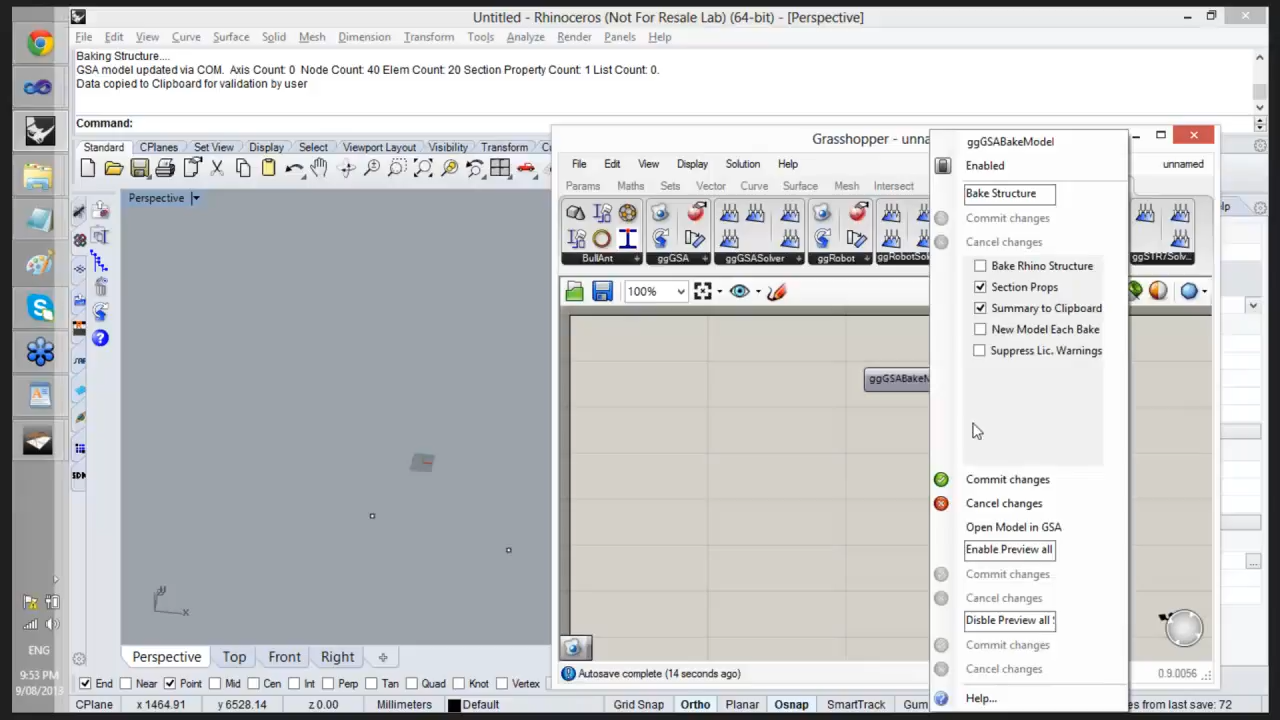 Untitled - Rhinoceros (Not For Resale Lab) (64-bit) - [Perspective]
File Edit View Curve Surface Solid Mesh Dimension Transform Tools Analyze Render Panels Help
Baking Structure....
GSA model updated via COM. Axis Count: 0 Node Count: 40 Elem Count: 20 Section Property Count: 1 List Count: 0.
Data copied to Clipboard for validation by user
Command:
Standard CPlanes Set View Display Select Viewport Layout Visibility Transform
Perspective
y
x
Perspective Top Front Right
End Near Point Mid Cen Int Perp Tan Quad Knot Vertex
CPlane x 1464.91 y 6528.14 z 0.00 Millimeters Default Grid Snap Ortho Planar Osnap SmartTrack Gum
es from last save: 72
ENG
9:53 PM
9/08/2013
Grasshopper - unna
File Edit View Display Solution Help
unnamed
Params Maths Sets Vector Curve Surface Mesh Intersect
BullAnt ggGSA ggGSASolver ggRobot ggRobotSol
ggSTR7Solv...
100%
ggGSABakeM
Autosave complete (14 seconds ago)
0.9.0056
ggGSABakeModel
Enabled
Bake Structure
Commit changes
Cancel changes
Bake Rhino Structure
Section Props
Summary to Clipboard
New Model Each Bake
Suppress Lic. Warnings
Commit changes
Cancel changes
Open Model in GSA
Enable Preview all
Commit changes
Cancel changes
Disble Preview all
Commit changes
Cancel changes
Help...